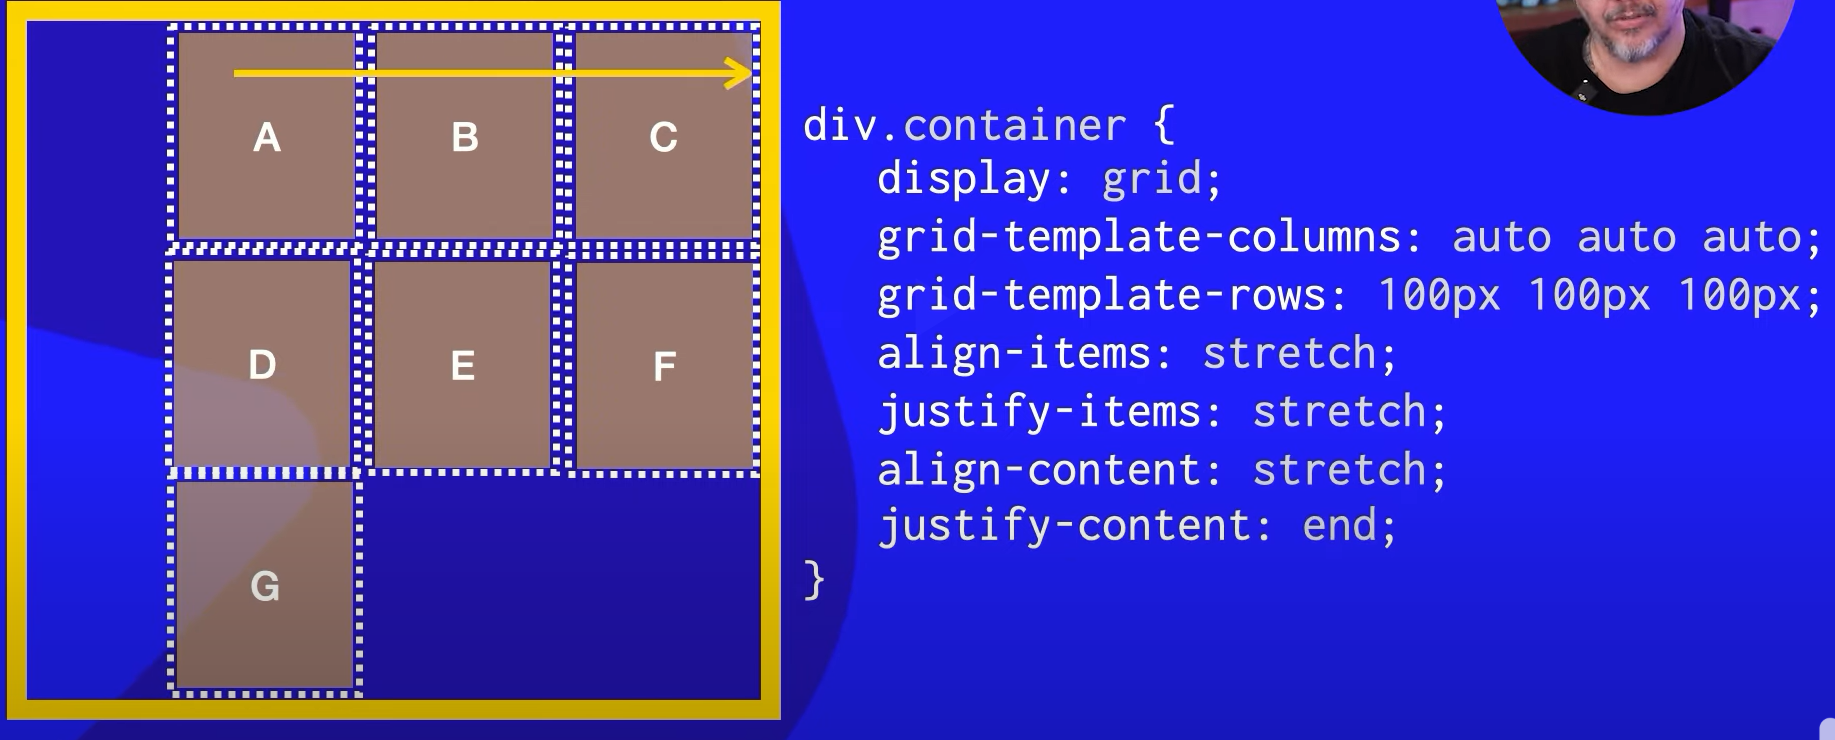 A B C
D E F
G
div.container {
display: grid;
grid-template-columns: auto auto auto;
grid-template-rows: 100px 100px 100px;
align-items: stretch;
justify-items: stretch;
align-content: stretch;
justify-content: end;
}